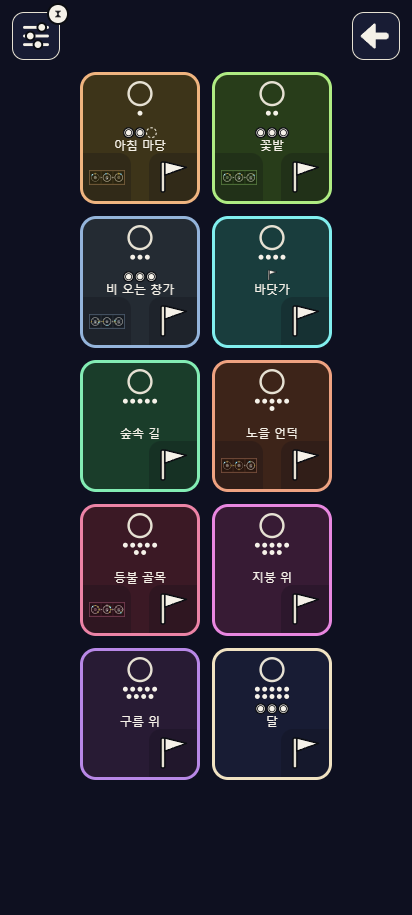 아침 마당
꽃밭
비 오는 창가
바닷가
숲속 길
노을 언덕
등불 골목
지붕 위
구름 위
달